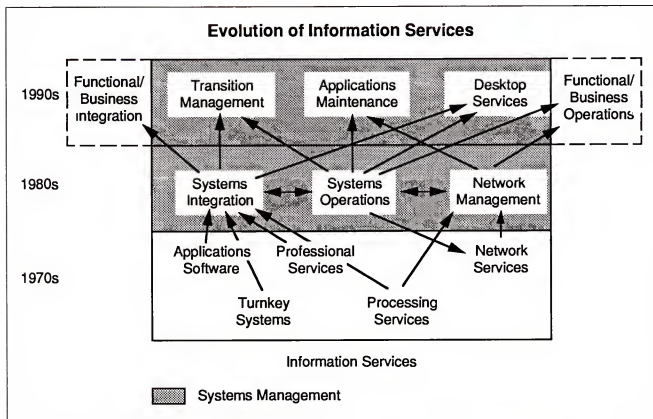 Evolution of Information Services
1990s
Functional/
Business
Integration
Transition
Management
Applications
Maintenance
Desktop
Services
Functional/
Business
Operations
1980s
Systems
Integration
Systems
Operations
Network
Management
1970s
Applications
Software
Professional
Services
Network
Services
Turnkey
Systems
Processing
Services
Information Services
Systems Management